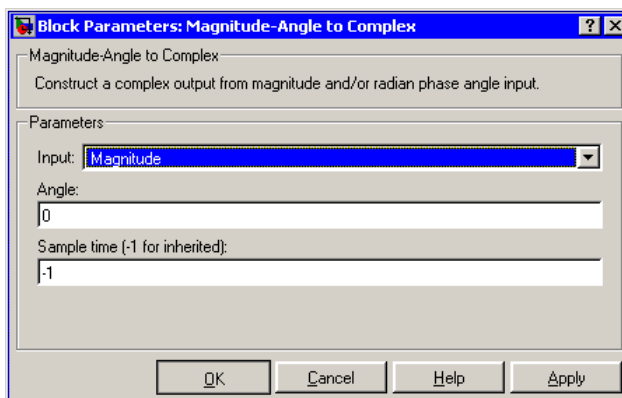 Block Parameters: Magnitude-Angle to Complex
Magnitude-Angle to Complex
Construct a complex output from magnitude and/or radian phase angle input.
Parameters
Input: Magnitude
Angle:
0
Sample time (-1 for inherited):
-1
OK Cancel Help Apply